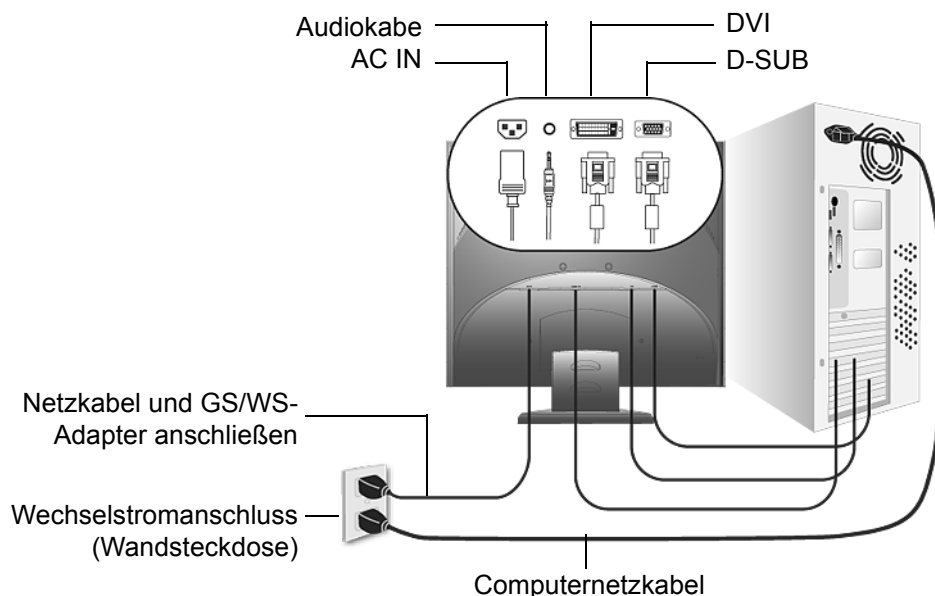 Audiokabe
AC IN
DVI
D-SUB
Netzkabel und GS/WS-
Adapter anschließen
Wechselstromanschluss
(Wandsteckdose)
Computernetzkabel